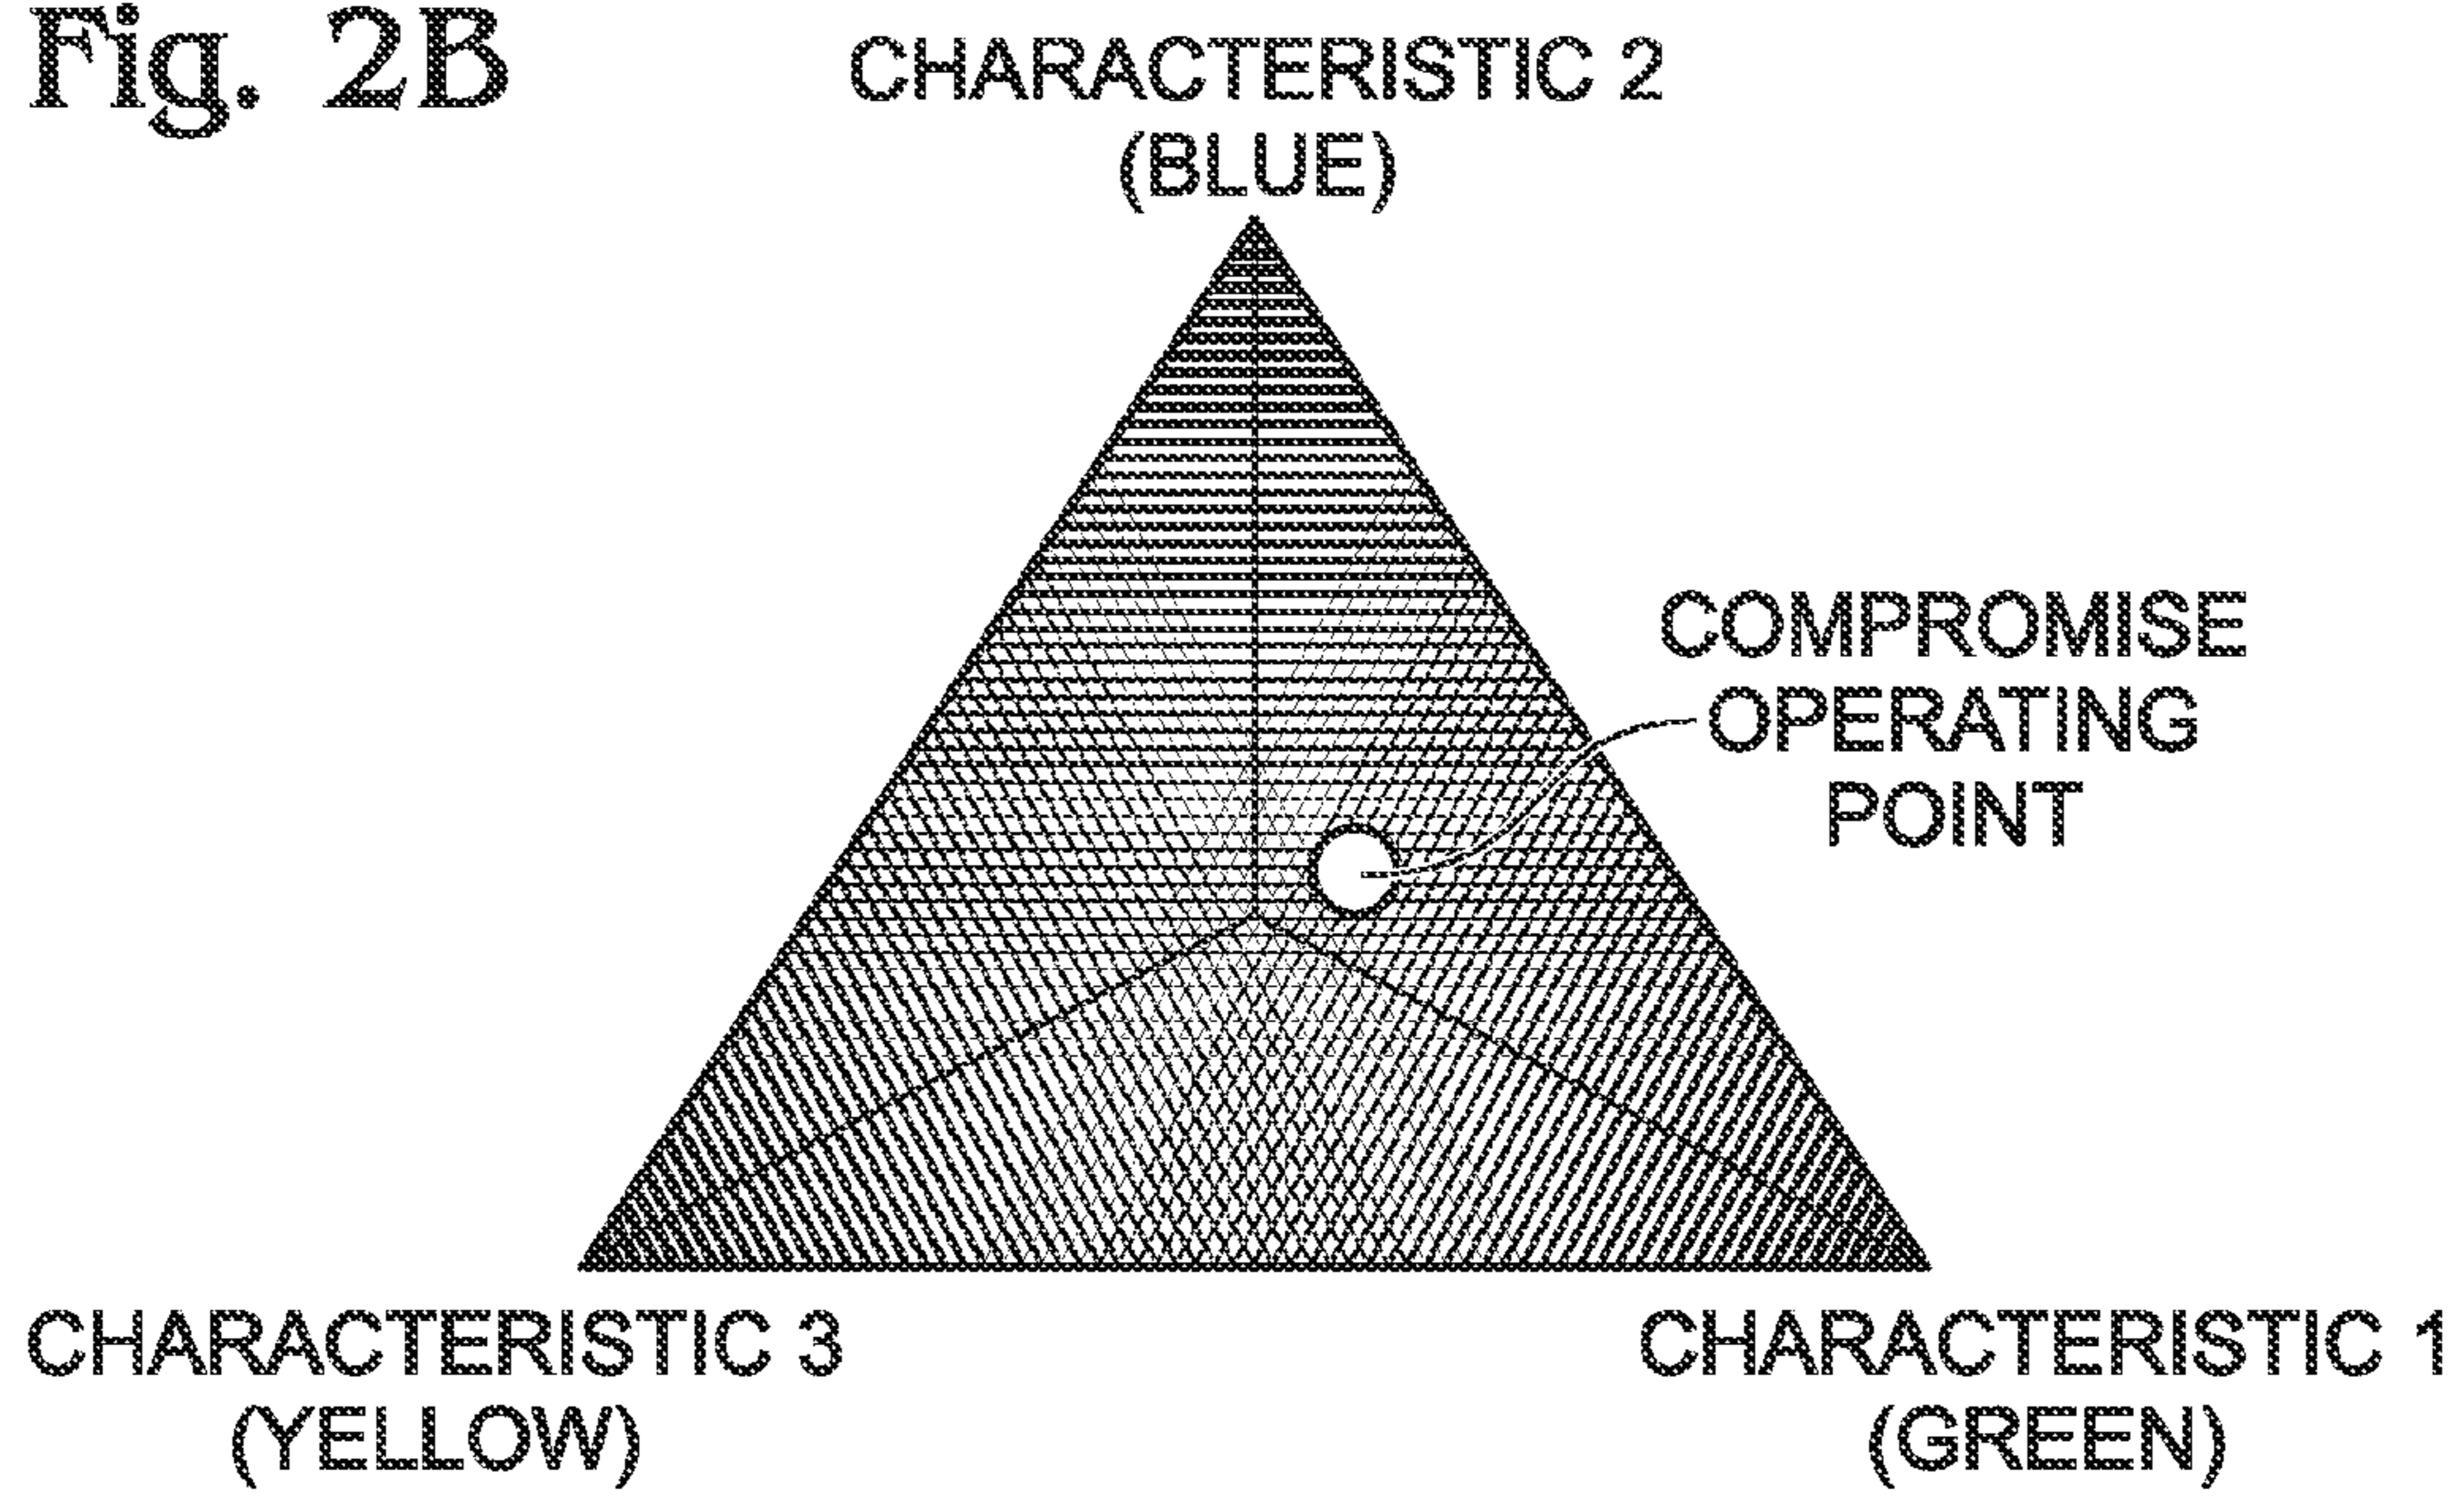 Fig. 2B
CHARACTERISTIC 2
(BLUE)
COMPROMISE
OPERATING
POINT
CHARACTERISTIC 3
(YELLOW)
CHARACTERISTIC 1
(GREEN)